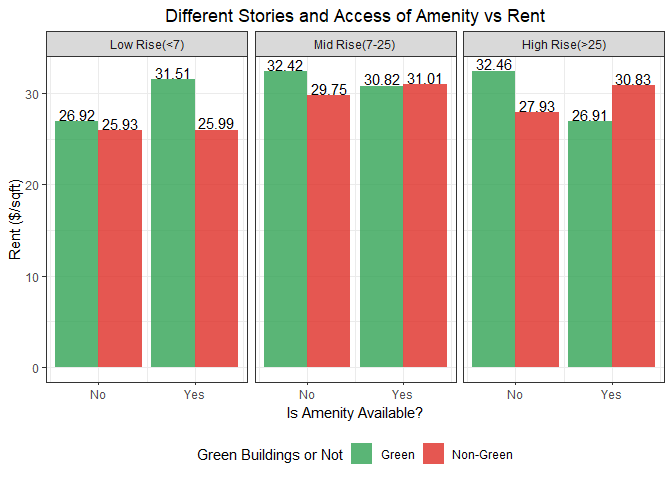 Different Stories and Access of Amenity vs Rent
Low Rise(<7) Mid Rise(7-25) High Rise(>25)
26.92 25.93 31.51 25.99 32.42 29.75 30.82 31.01 32.46 27.93 26.91 30.83
Rent ($/sqft)
30
20
10
0
No Yes No Yes No Yes
Is Amenity Available?
Green Buildings or Not Green Non-Green